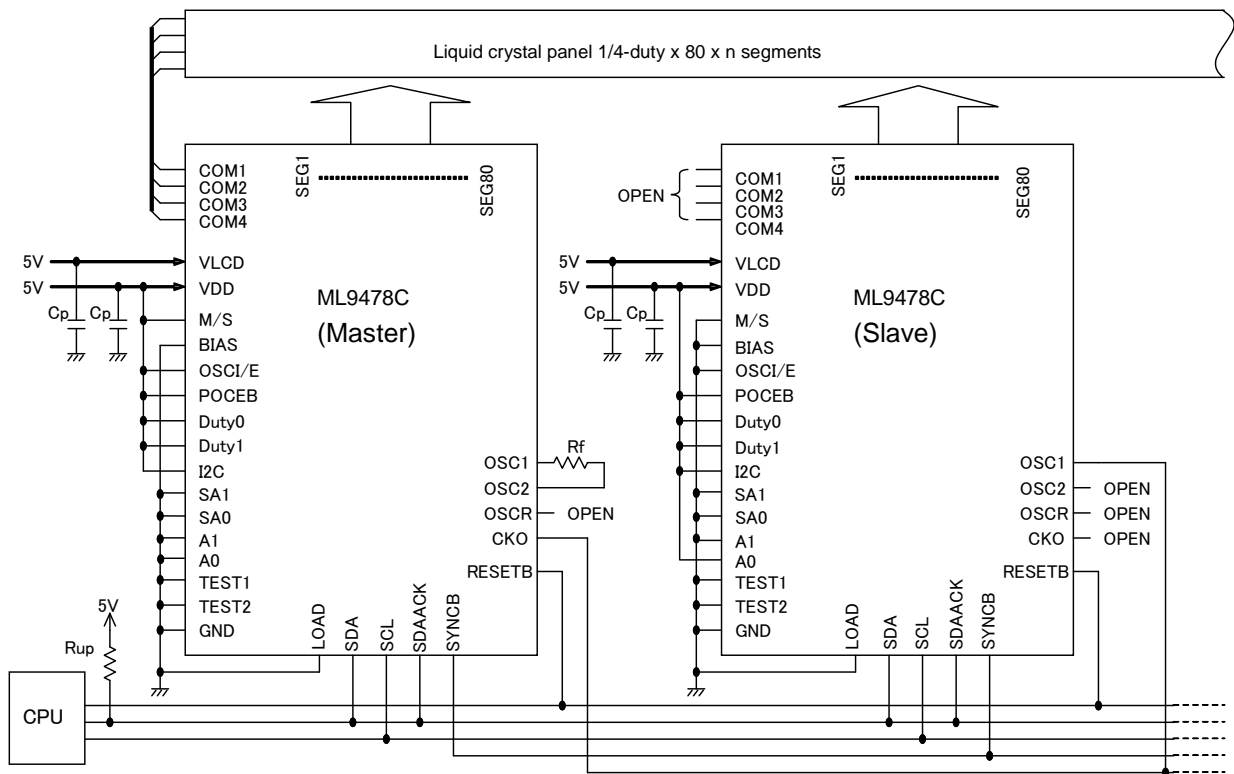 Liquid crystal panel 1/4-duty x 80 x n segments
COM1
COM2
COM3
COM4
SEG1
SEG80
5V
VLCD
5V
VDD
Cp
Cp
ML9478C
(Master)
M/S
BIAS
OSCI/E
POCEB
Duty0
Duty1
I2C
SA1
SA0
A1
A0
TEST1
TEST2
GND
OSC1
Rf
OSC2
OSCR
OPEN
CKO
RESETB
LOAD
SDA
SCL
SDAACK
SYNCB
5V
Rup
CPU
OPEN
COM1
COM2
COM3
COM4
SEG1
SEG80
5V
VLCD
5V
VDD
Cp
Cp
ML9478C
(Slave)
M/S
BIAS
OSCI/E
POCEB
Duty0
Duty1
I2C
SA1
SA0
A1
A0
TEST1
TEST2
GND
OSC1
OSC2
OPEN
OSCR
OPEN
CKO
OPEN
RESETB
LOAD
SDA
SCL
SDAACK
SYNCB